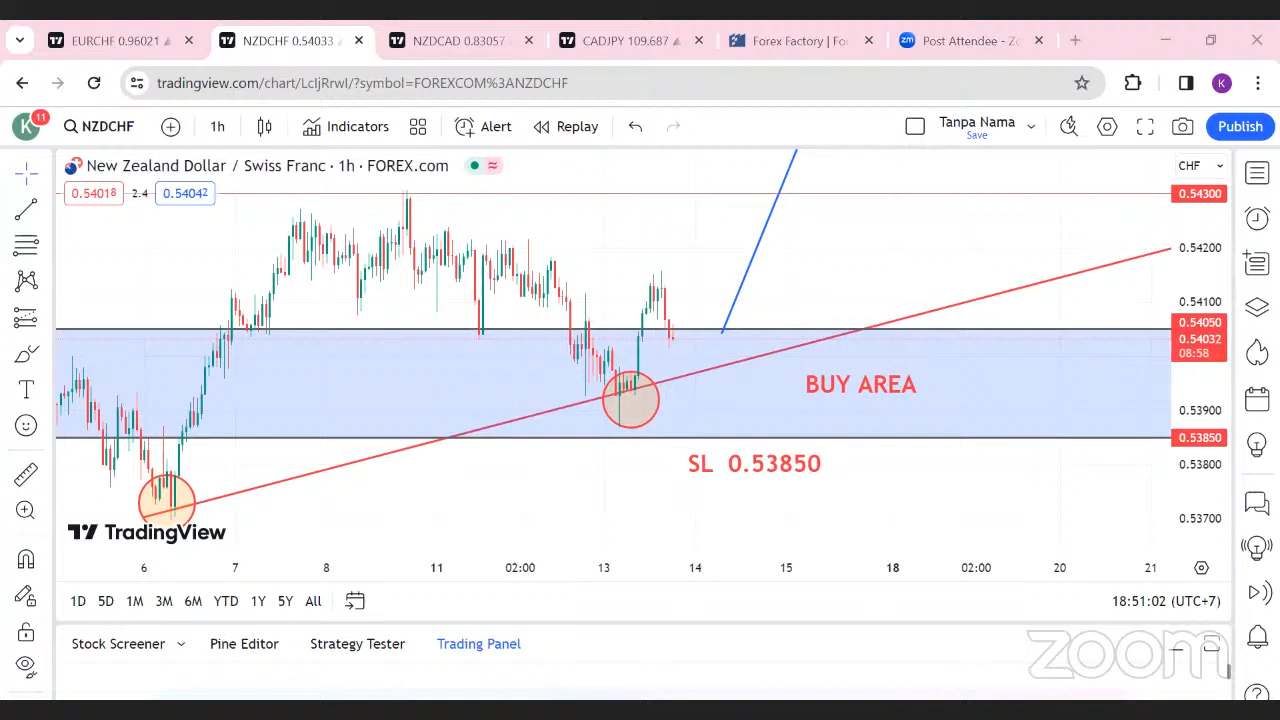 EURCHF 0.96021
NZDCHF 0.54033
NZDCAD 0.83057
CADJPY 109.687
Forex Factory | Fo
Post Attendee - Zo
tradingview.com/chart/LcIjRrwI/?symbol=FOREXCOM%3ANZDCHF
K
K
11
NZDCHF
1h
Indicators
Alert
Replay
Tanpa Nama
Save
Publish
New Zealand Dollar / Swiss Franc · 1h · FOREX.com
CHF
0.54018
2.4
0.54042
0.54300
0.54200
0.54100
0.54050
0.54032
08:58
BUY AREA
0.53900
0.53850
SL 0.53850
0.53800
0.53700
TradingView
6 7 8 11 02:00 13 14 15 18 02:00 20 21
1D 5D 1M 3M 6M YTD 1Y 5Y All
18:51:02 (UTC+7)
Stock Screener
Pine Editor
Strategy Tester
Trading Panel
zoom